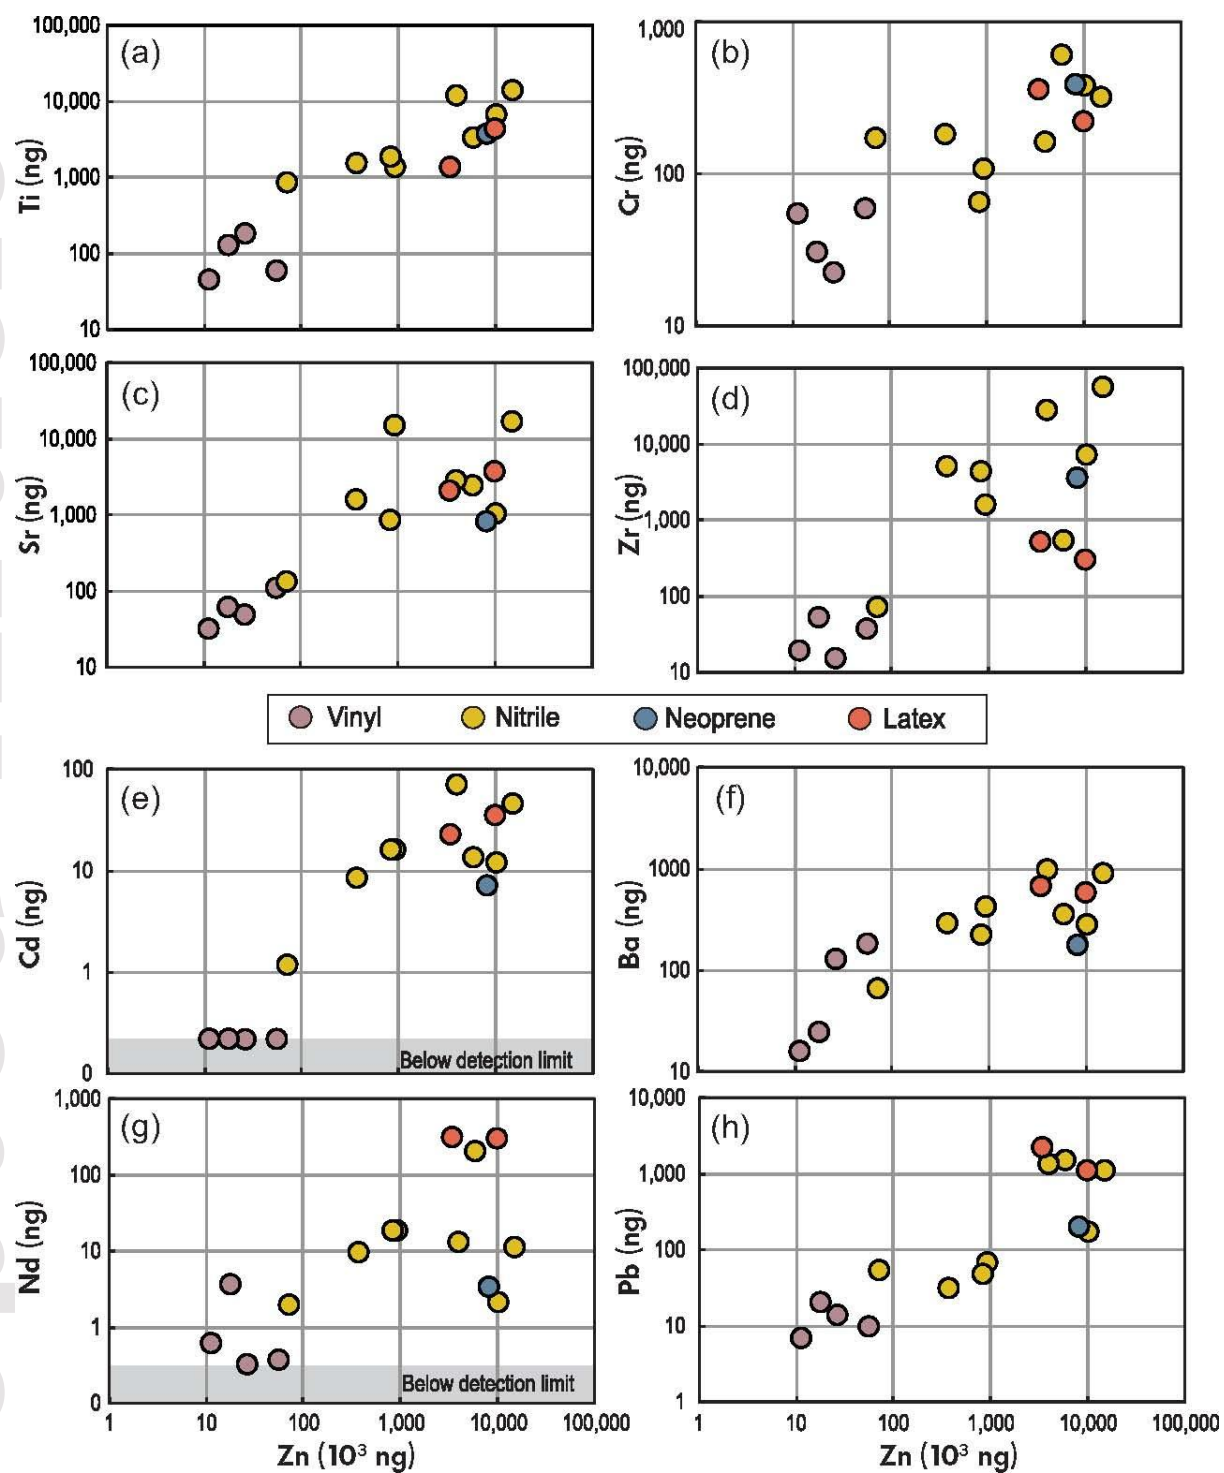 (a)
Ti (ng)
100,000
10,000
1,000
100
10
(b)
Cr (ng)
1,000
100
10
(c)
Sr (ng)
100,000
10,000
1,000
100
10
(d)
Zr (ng)
100,000
10,000
1,000
100
10
Vinyl Nitrile Neoprene Latex
(e)
Cd (ng)
100
10
1
0
Below detection limit
(f)
Ba (ng)
10,000
1000
100
10
(g)
Nd (ng)
1,000
100
10
1
0
Below detection limit
1 10 100 1,000 10,000 100,000
Zn (10³ ng)
(h)
Pb (ng)
10,000
1,000
100
10
1
1 10 100 1,000 10,000 100,000
Zn (10³ ng)